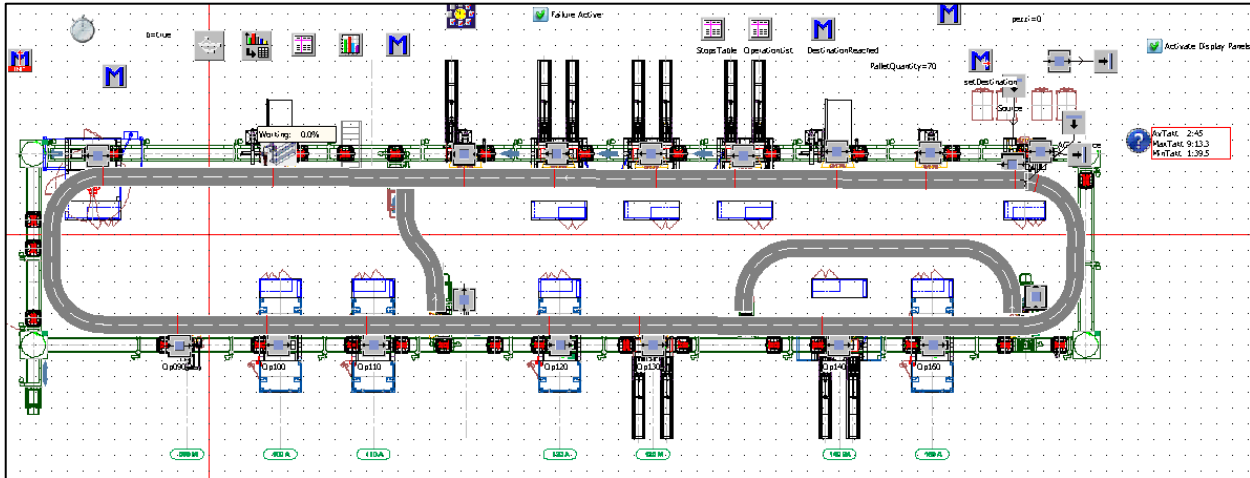 Failure Active
pezzi=0
b=true
StopsTable
OperationList
DestinationReached
PalletQuantity=70
Activate Display Panels
setDestination
Source
Working: 0.0%
AvTakt 2:45
MaxTakt 9:13.3
MinTakt 1:39.5
Op090
Op100
Op110
Op120
Op130
Op140
Op160